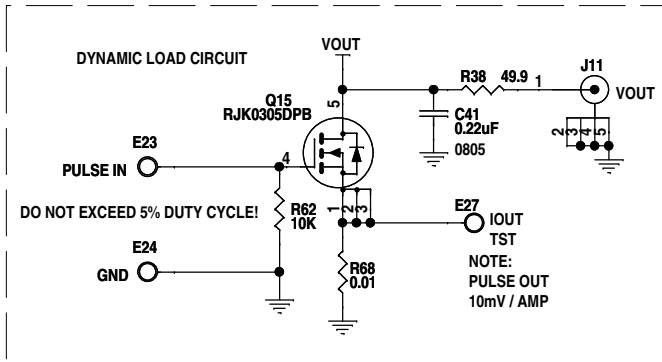 DYNAMIC LOAD CIRCUIT
VOUT
J11
R38 49.9 1
VOUT
Q15
RJK0305DPB
5
C41
0.22uF
0805
2
3
4
5
E23
PULSE IN
4
DO NOT EXCEED 5% DUTY CYCLE!
R62
10K
1
2
3
E27
IOUT
TST
NOTE:
PULSE OUT
10mV / AMP
E24
GND
R68
0.01